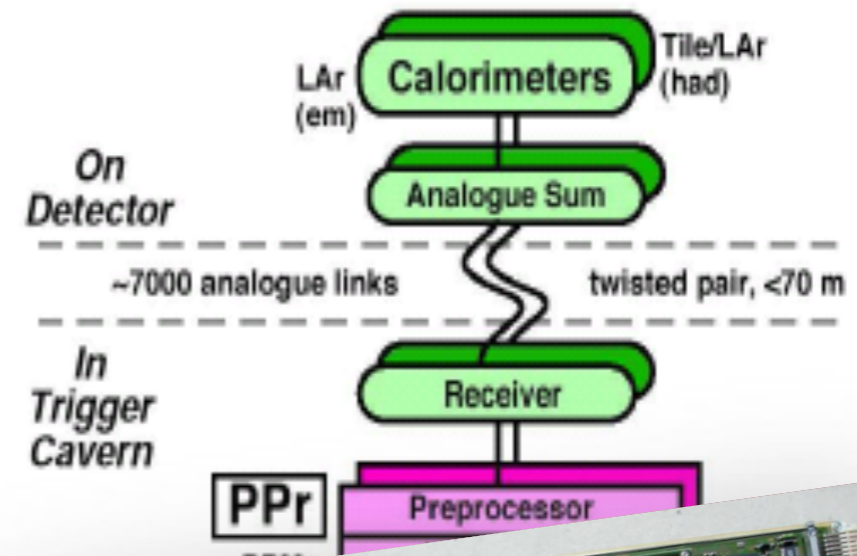 LAr
(em)
Calorimeters
Tile/LAr
(had)
On
Detector
Analogue Sum
~7000 analogue links
twisted pair, <70 m
In
Trigger
Cavern
Receiver
PPr
Preprocessor